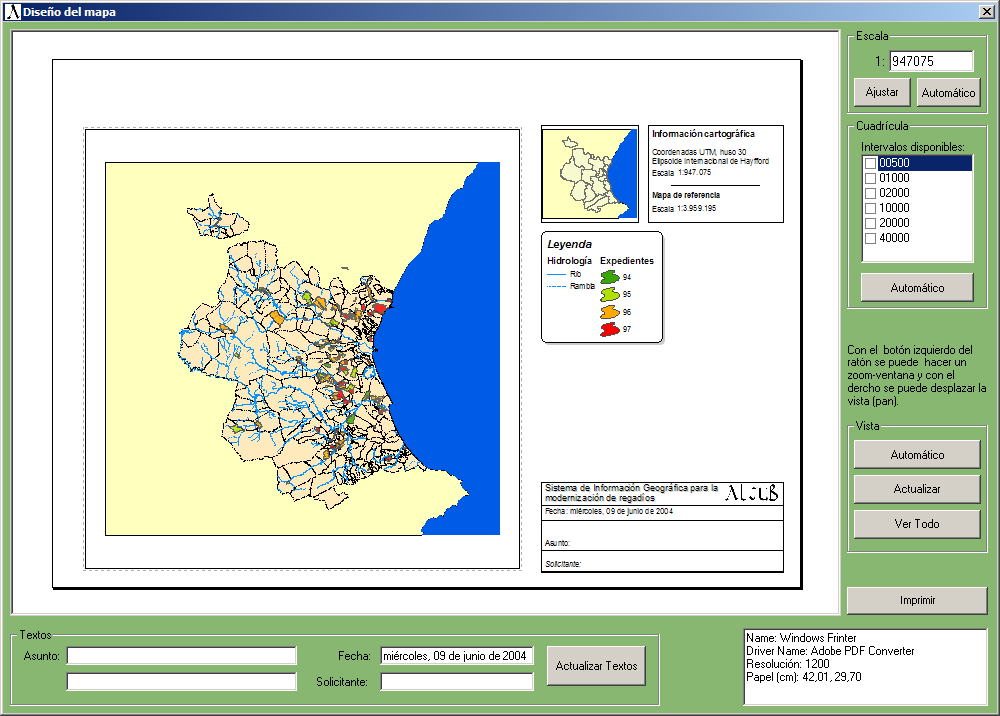 Diseño del mapa
Información cartográfica
Coordenadas UTM, huso 30
Elipsoide Internacional de Hayfford
Escala 1:947.075
Mapa de referencia
Escala 1:3.959.195
Leyenda
Hidrología
Río
Rambla
Expedientes
94
95
96
97
Sistema de Información Geográfica para la
modernización de regadíos
Fecha: miércoles, 09 de junio de 2004
Asunto:
Solicitante:
Escala
1: 947075
Ajustar
Automático
Cuadrícula
Intervalos disponibles:
00500
01000
02000
10000
20000
40000
Automático
Con el botón izquierdo del
ratón se puede hacer un
zoom-ventana y con el
dercho se puede desplazar la
vista (pan).
Vista
Automático
Actualizar
Ver Todo
Imprimir
Textos
Asunto:
Fecha: miércoles, 09 de junio de 2004
Solicitante:
Actualizar Textos
Name: Windows Printer
Driver Name: Adobe PDF Converter
Resolución: 1200
Papel (cm): 42,01, 29,70